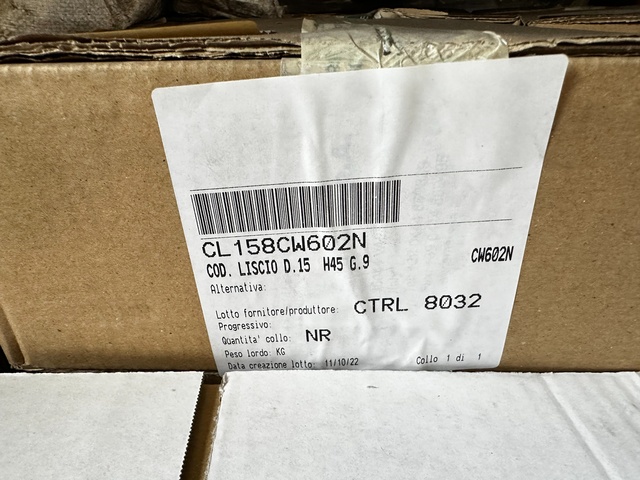 CL158CW602N
COD. LISCIO D.15 H45 G.9 CW602N
Alternativa:
Lotto fornitore/produttore: CTRL 8032
Progressivo:
Quantita' collo: NR
Peso lordo: KG
Data creazione lotto: 11/10/22 Collo 1 di 1